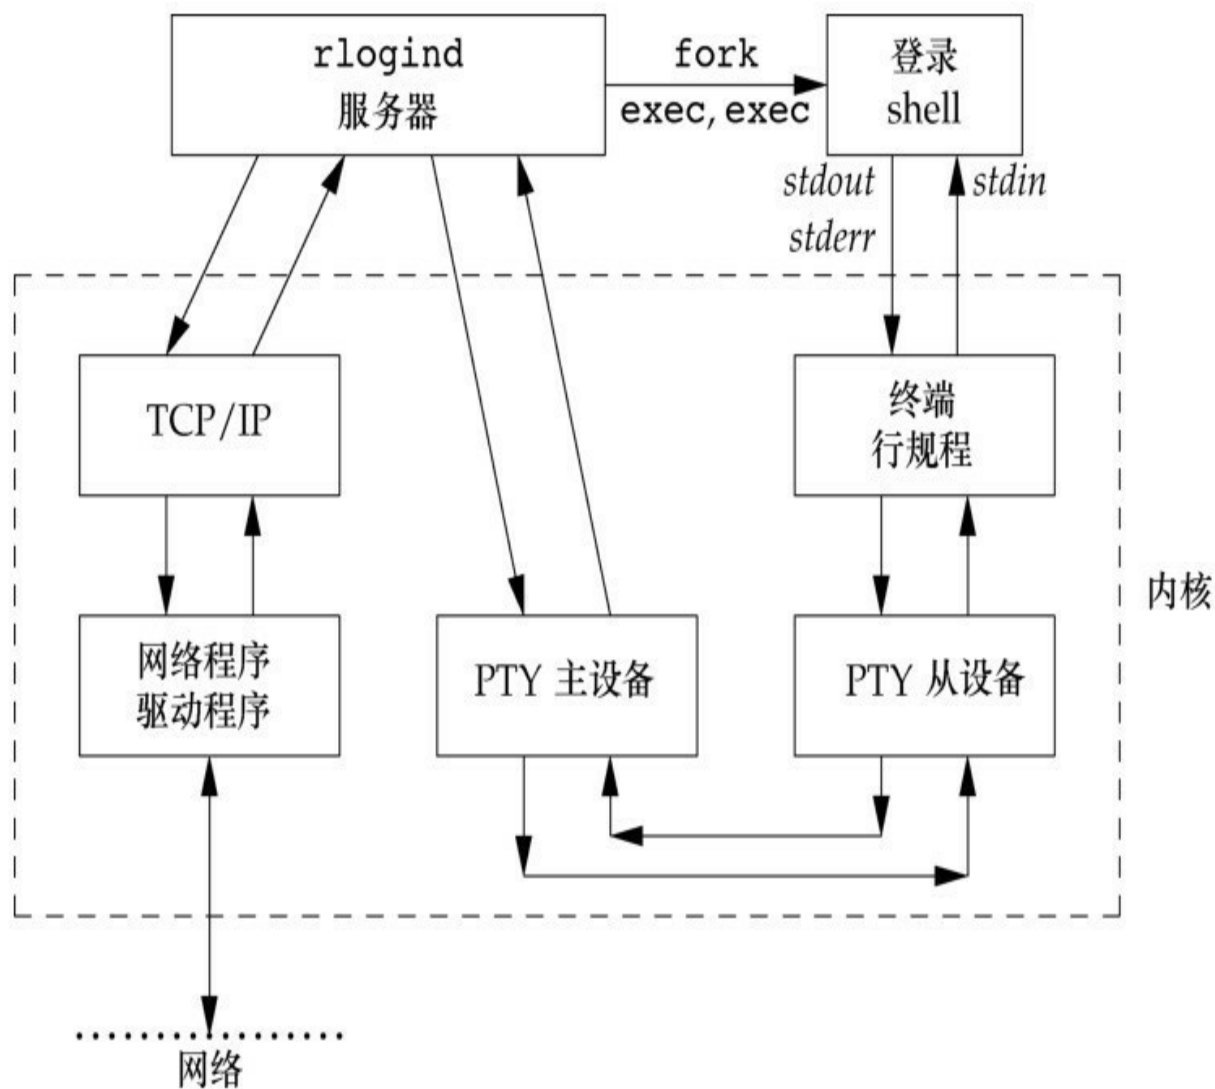 rlogind
服务器
fork
exec, exec
登录
shell
stdout
stderr
stdin
TCP/IP
终端
行规程
网络程序
驱动程序
PTY 主设备
PTY 从设备
内核
网络